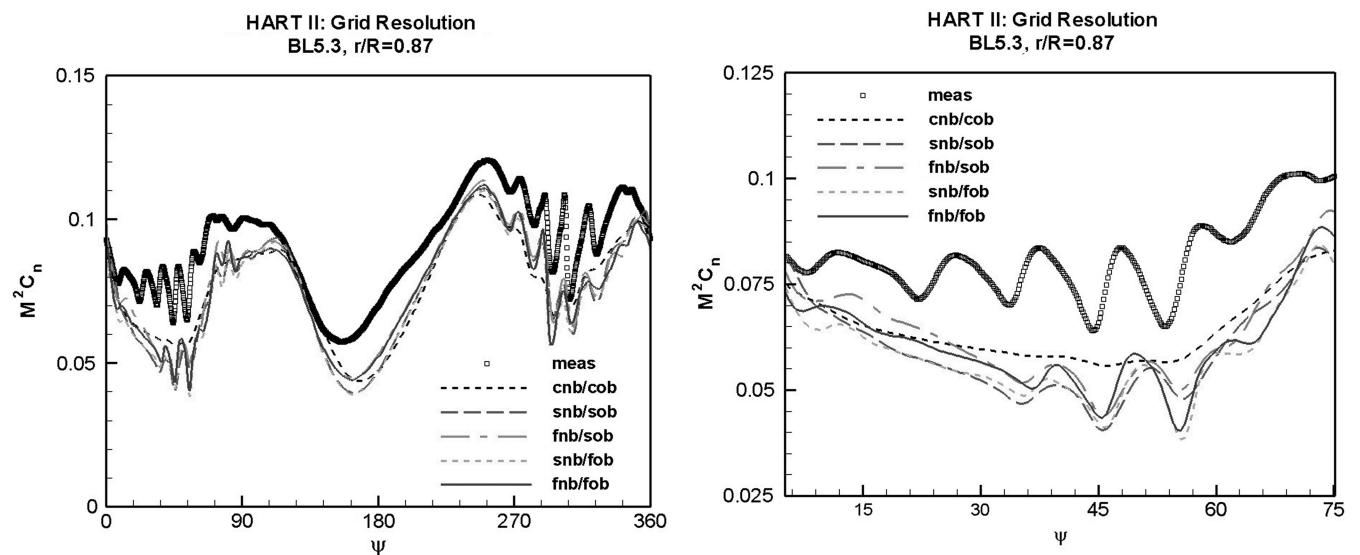 HART II: Grid Resolution
BL5.3, r/R=0.87
0.15
0.1
0.05
0
M²Cₙ
meas
cnb/cob
snb/sob
fnb/sob
snb/fob
fnb/fob
0 90 180 270 360
Ψ
HART II: Grid Resolution
BL5.3, r/R=0.87
0.125
0.1
0.075
0.05
0.025
M²Cₙ
meas
cnb/cob
snb/sob
fnb/sob
snb/fob
fnb/fob
15 30 45 60 75
Ψ